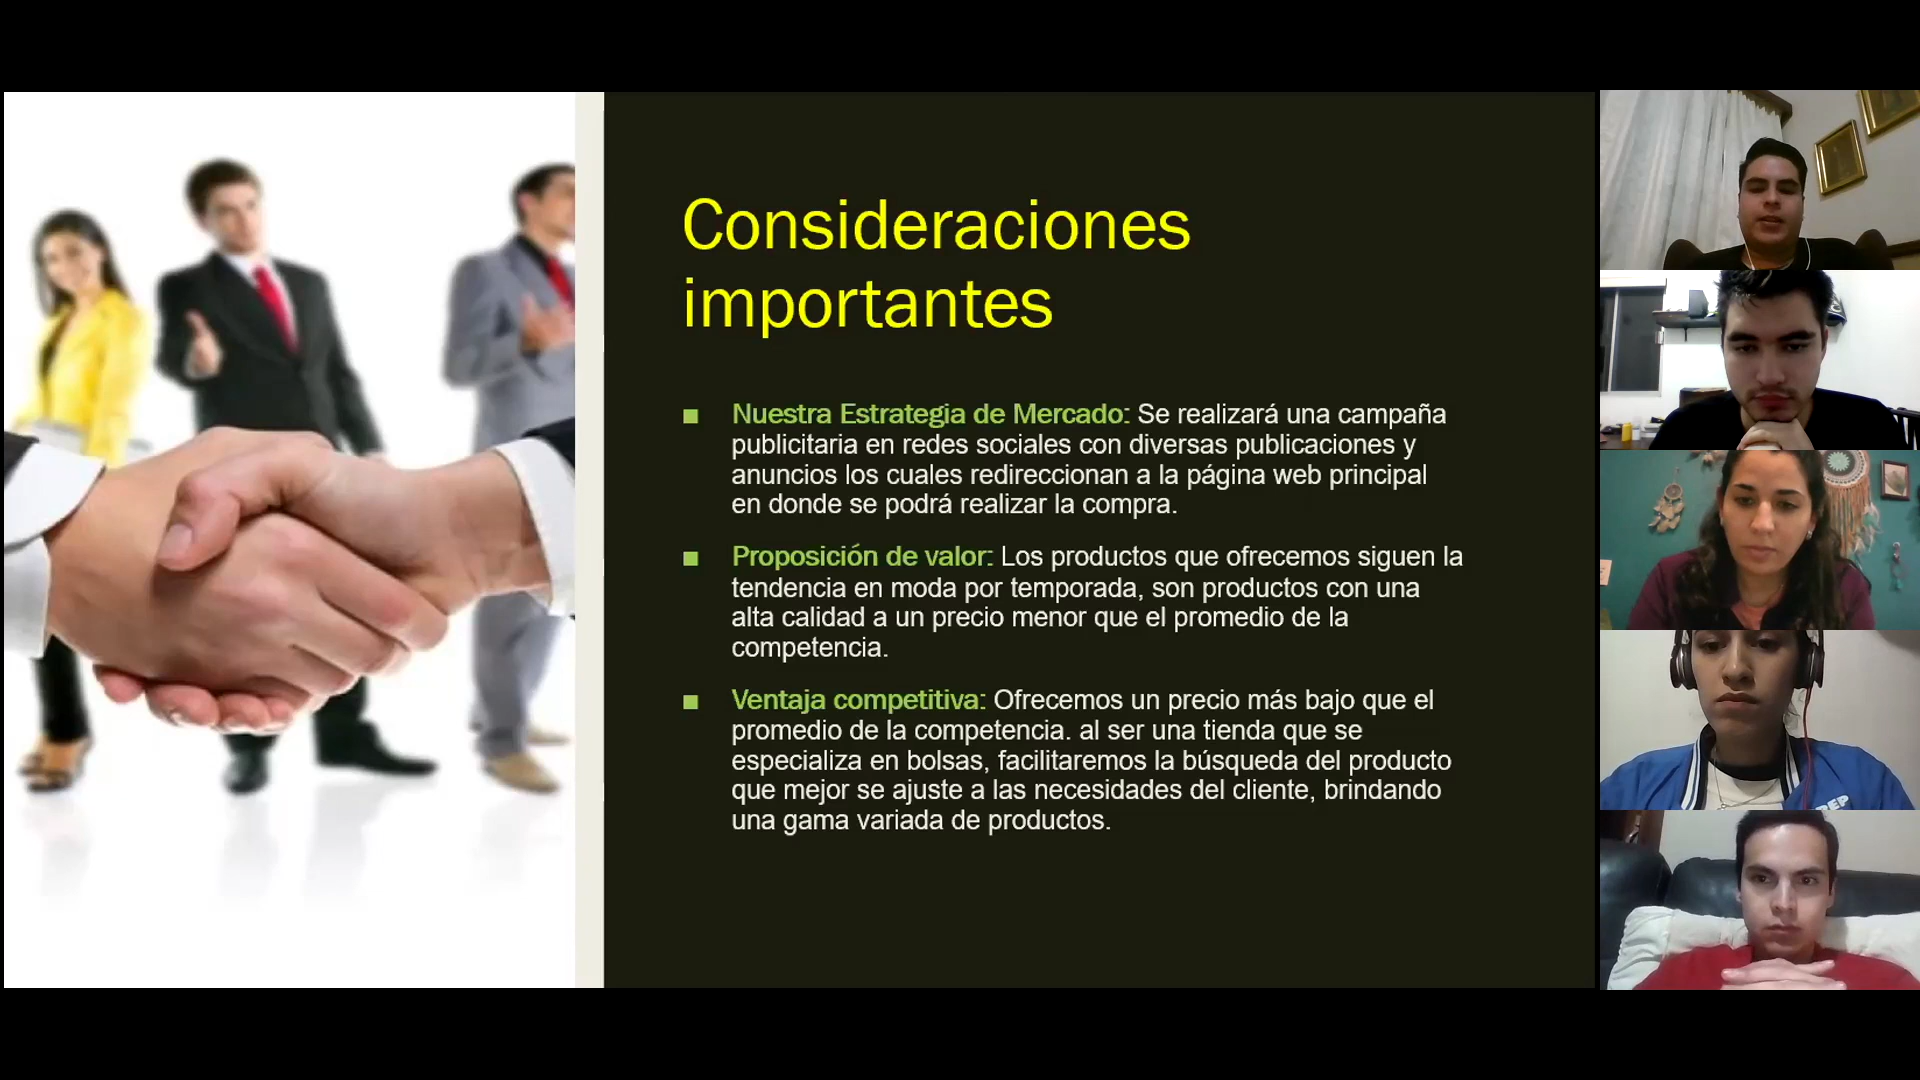 Consideraciones
importantes
Nuestra Estrategia de Mercado: Se realizará una campaña
publicitaria en redes sociales con diversas publicaciones y
anuncios los cuales redireccionan a la página web principal
en donde se podrá realizar la compra.
Proposición de valor: Los productos que ofrecemos siguen la
tendencia en moda por temporada, son productos con una
alta calidad a un precio menor que el promedio de la
competencia.
Ventaja competitiva: Ofrecemos un precio más bajo que el
promedio de la competencia. al ser una tienda que se
especializa en bolsas, facilitaremos la búsqueda del producto
que mejor se ajuste a las necesidades del cliente, brindando
una gama variada de productos.